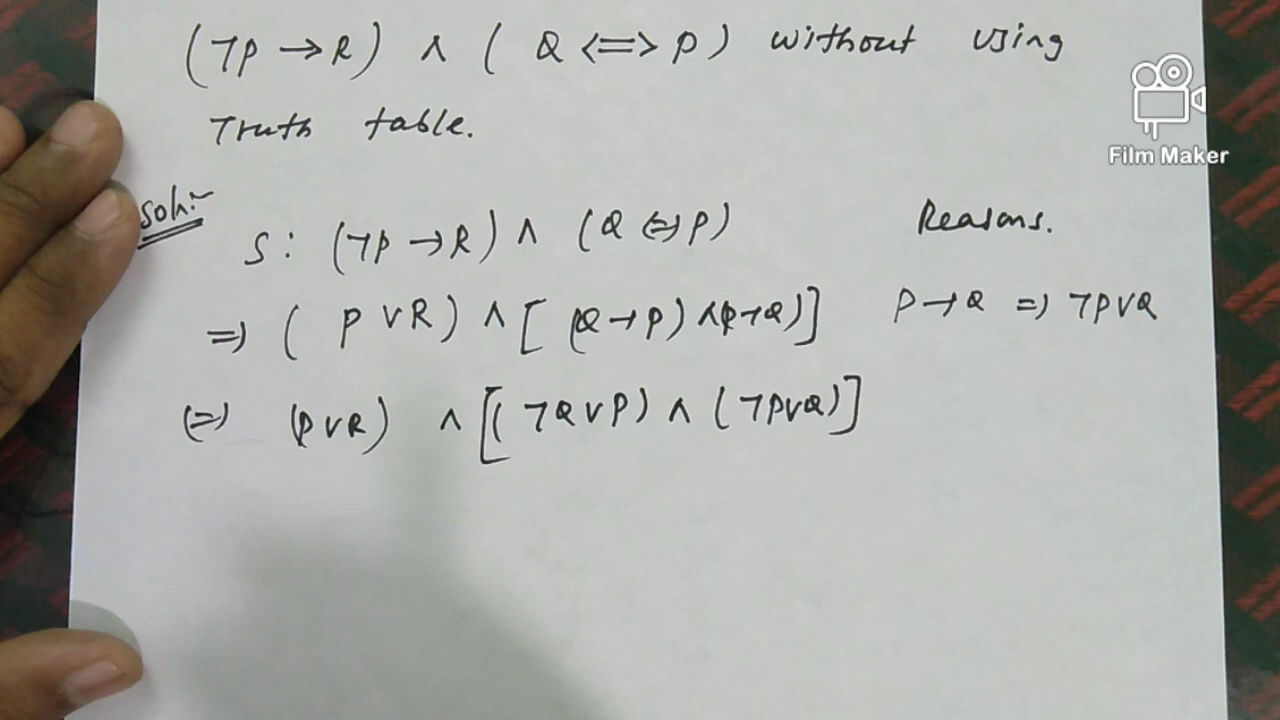 (¬P → R) ∧ ( Q <=> P ) without using
Truth table.
Film Maker
Soln:-
S: (¬P → R) ∧ (Q <=> P)
Reasons.
=) ( P ∨ R ) ∧ [ (Q → P) ∧ (P → Q)]
P → Q =) ¬P ∨ Q
(=) (P ∨ R) ∧ [( ¬Q ∨ P) ∧ (¬P ∨ Q)]